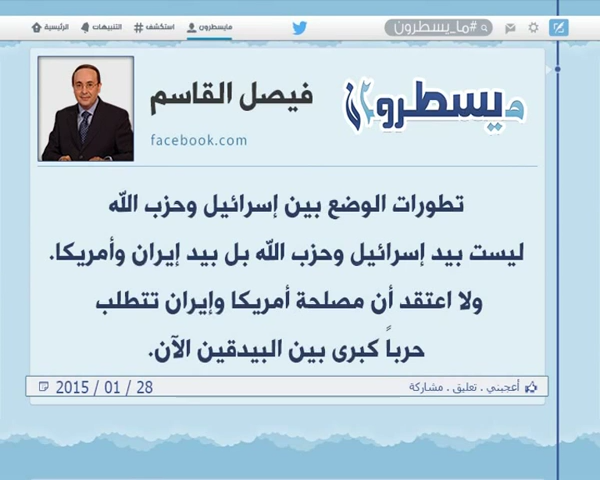 #ما_يسطرون
مايسطرون
استكشف
التنبيهات
الرئيسية
مايسطرون
فيصل القاسم
facebook.com
تطورات الوضع بين إسرائيل وحزب الله
ليست بيد إسرائيل وحزب الله بل بيد إيران وأمريكا.
ولا اعتقد أن مصلحة أمريكا وإيران تتطلب
حرباً كبرى بين البيدقين الآن.
أعجبني . تعليق . مشاركة
2015 / 01 / 28